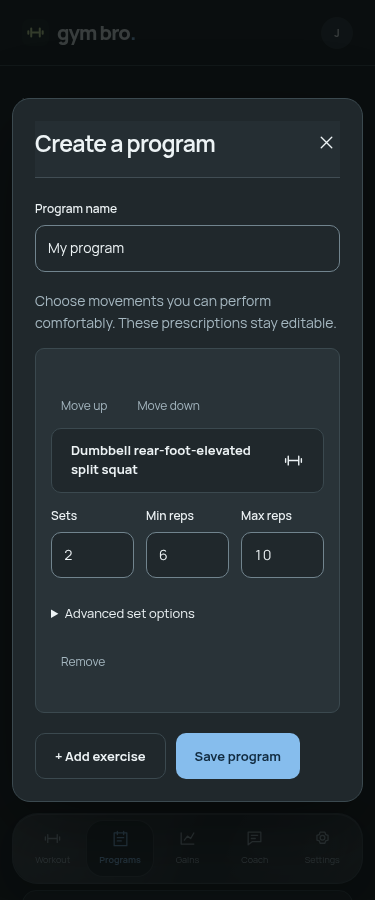 gym bro.
J
Create a program
Program name
My program
Choose movements you can perform
comfortably. These prescriptions stay editable.
Move up Move down
Dumbbell rear-foot-elevated
split squat
Sets Min reps Max reps
2 6 10
Advanced set options
Remove
+ Add exercise Save program
Workout Programs Gains Coach Settings